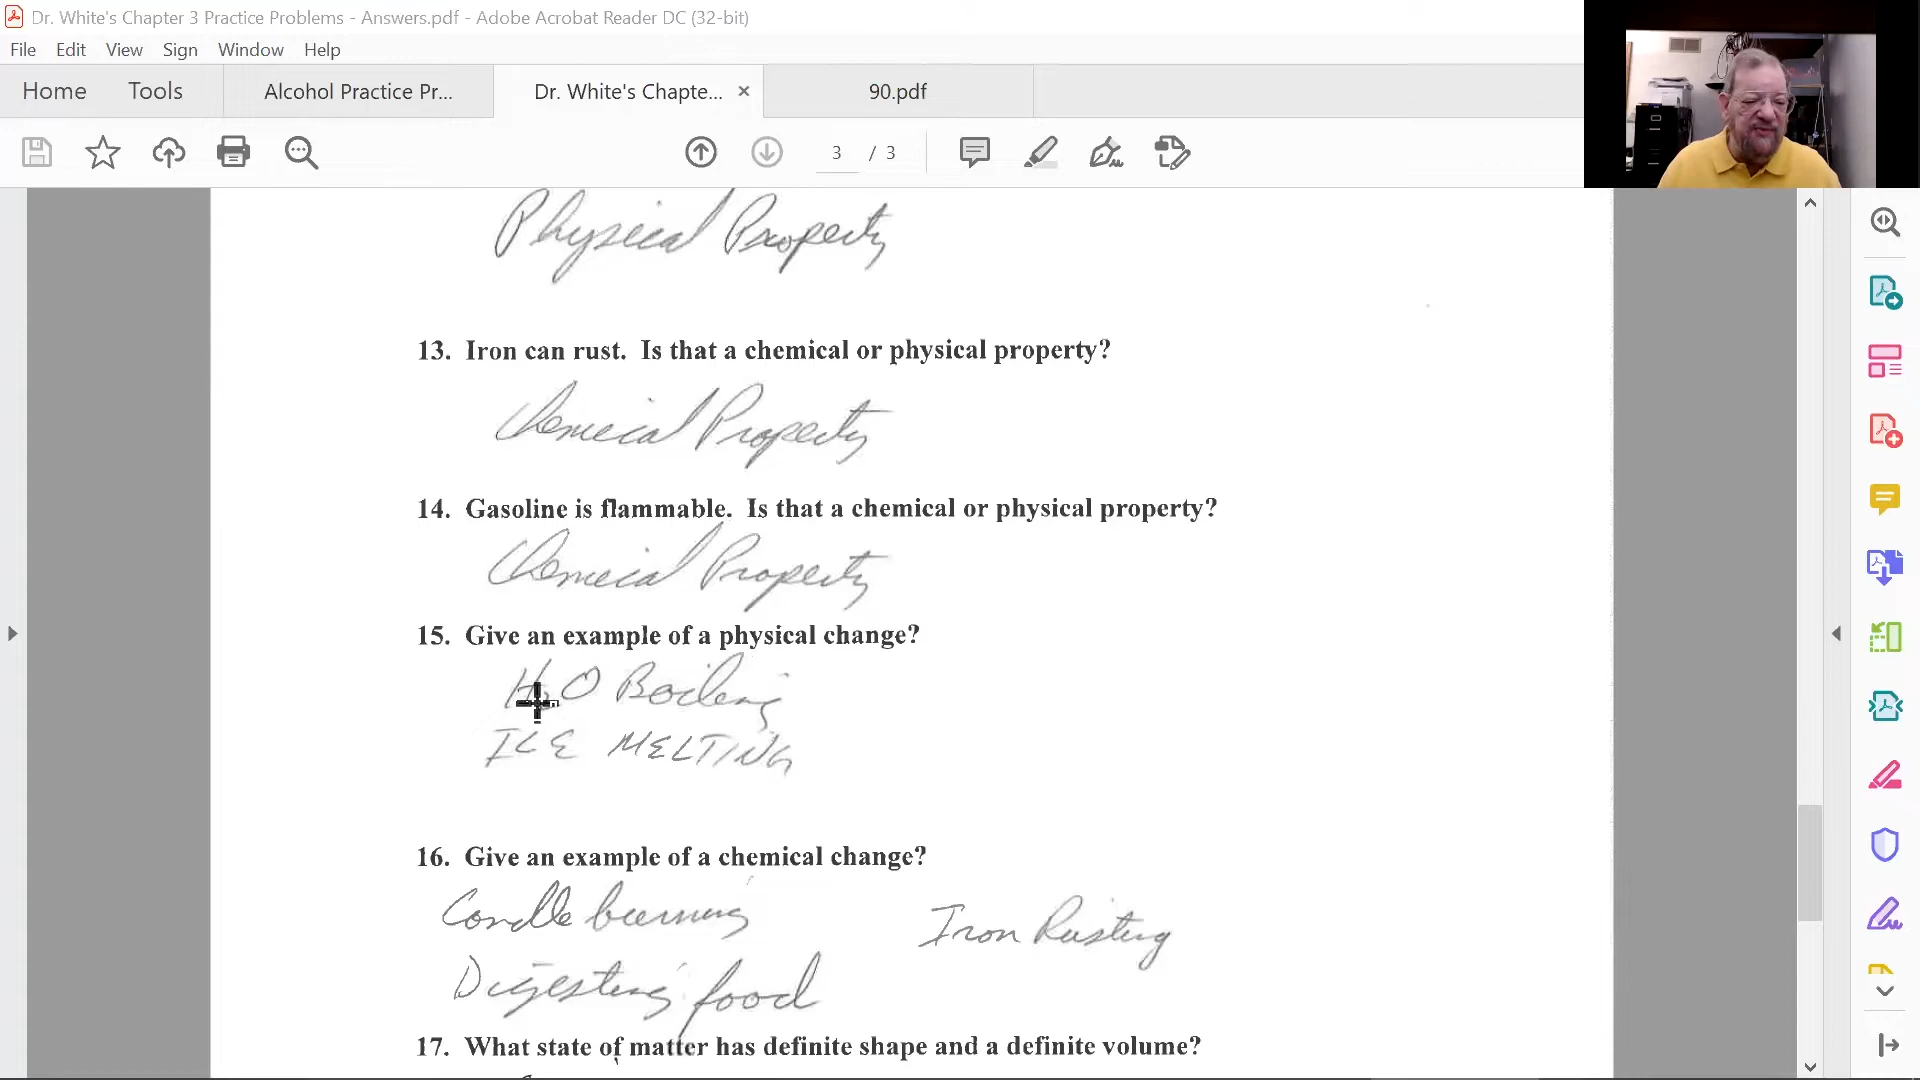 Dr. White's Chapter 3 Practice Problems - Answers.pdf - Adobe Acrobat Reader DC (32-bit)
File Edit View Sign Window Help
Home Tools Alcohol Practice Pr... Dr. White's Chapte... × 90.pdf
3 / 3
Physical Property
13. Iron can rust. Is that a chemical or physical property?
Chemical Property
14. Gasoline is flammable. Is that a chemical or physical property?
Chemical Property
15. Give an example of a physical change?
H₂O Boiling
ICE MELTING
16. Give an example of a chemical change?
Candle burning
Iron Rusting
Digesting food
17. What state of matter has definite shape and a definite volume?